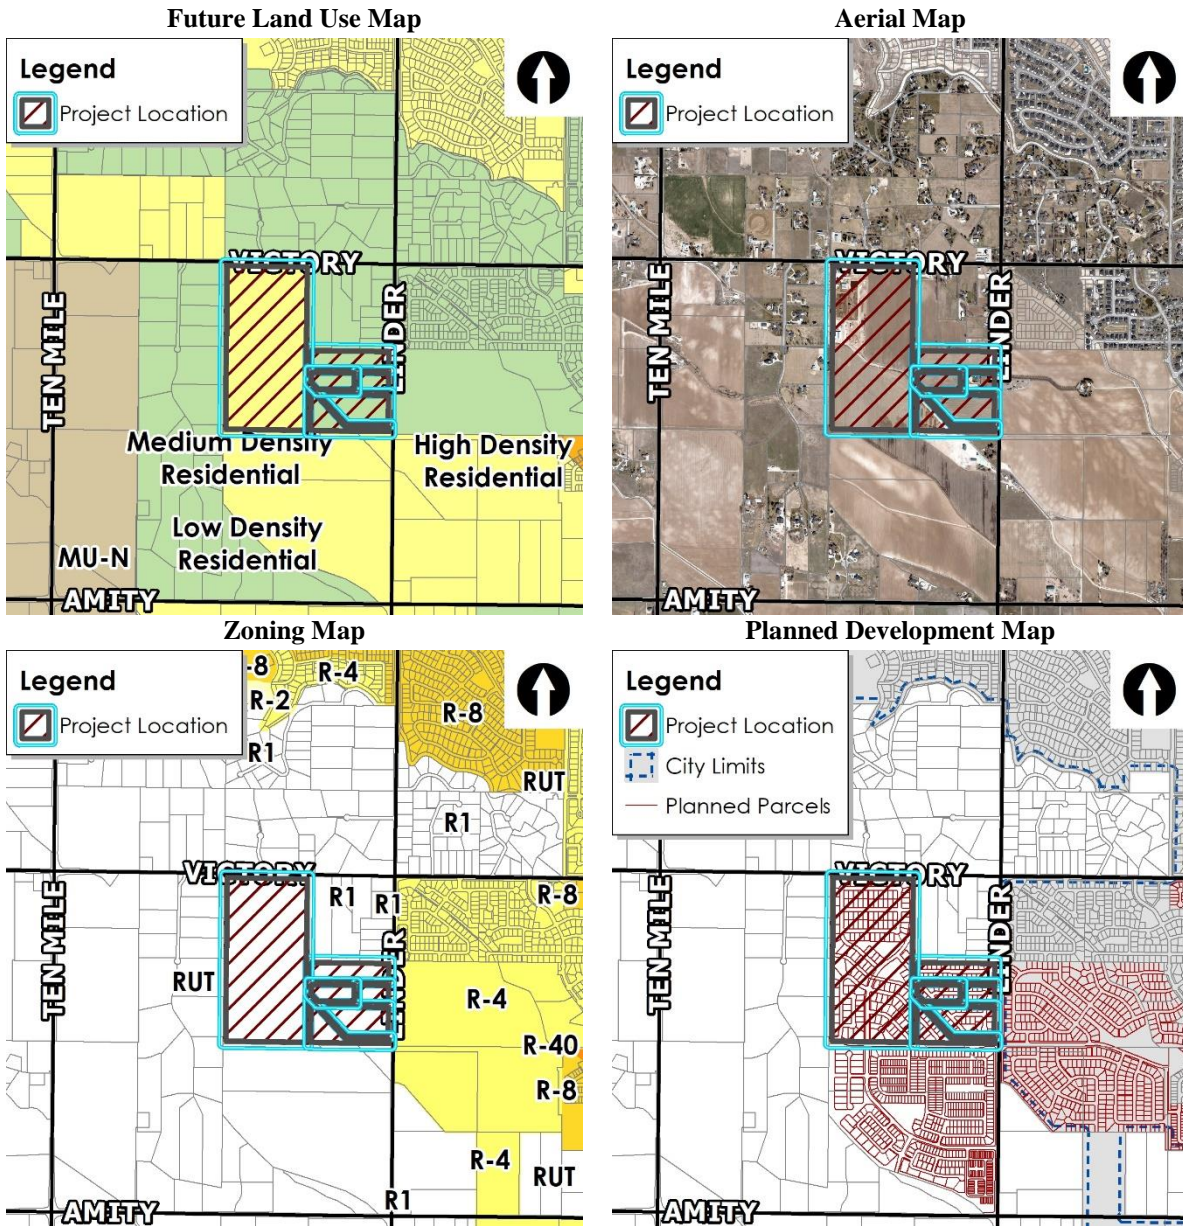 Future Land Use Map
Legend
Project Location
VICTORY
TEN MILE
LINDER
Medium Density
Residential
High Density
Residential
Low Density
Residential
MU-N
AMITY
Aerial Map
Legend
Project Location
VICTORY
TEN MILE
LINDER
AMITY
Zoning Map
Legend
Project Location
-8
R-4
R-2
R1
R-8
RUT
R1
VICTORY
R1
R1
R-8
TEN MILE
LINDER
RUT
R-4
R-40
R-8
R-4
RUT
R1
AMITY
Planned Development Map
Legend
Project Location
City Limits
Planned Parcels
VICTORY
TEN MILE
LINDER
AMITY